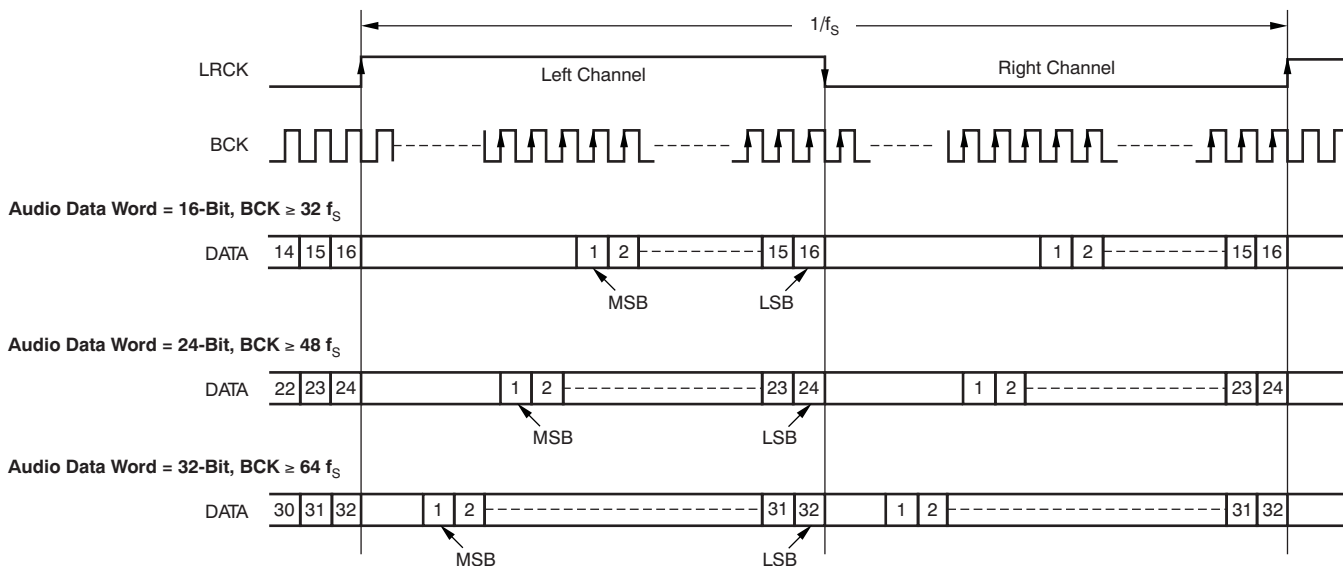 1/fS
LRCK
Left Channel
Right Channel
BCK
Audio Data Word = 16-Bit, BCK ≥ 32 fS
DATA 14 15 16 1 2 15 16 1 2 15 16
MSB LSB
Audio Data Word = 24-Bit, BCK ≥ 48 fS
DATA 22 23 24 1 2 23 24 1 2 23 24
MSB LSB
Audio Data Word = 32-Bit, BCK ≥ 64 fS
DATA 30 31 32 1 2 31 32 1 2 31 32
MSB LSB